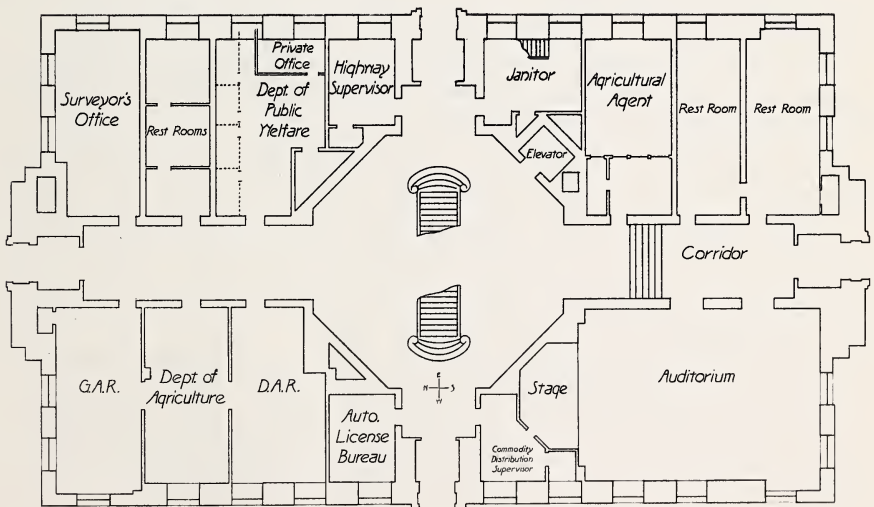 Surveyor's
Office
Rest Rooms
Private
Office
Dept. of
Public
Welfare
Highway
Supervisor
Janitor
Elevator
Agricultural
Agent
Rest Room
Rest Room
Corridor
G.A.R.
Dept. of
Agriculture
D.A.R.
Auto.
License
Bureau
E
N
S
W
Stage
Commodity
Distribution
Supervisor
Auditorium